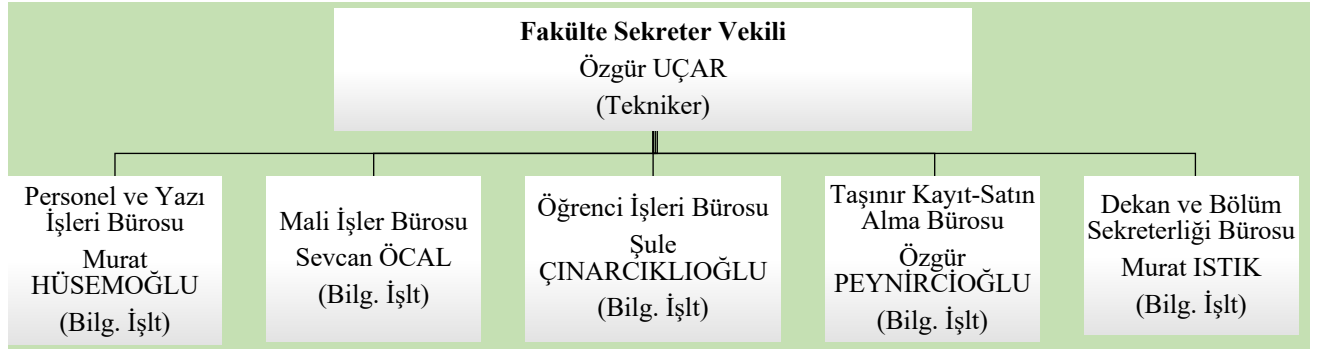 Fakülte Sekreter Vekili
Özgür UÇAR
(Tekniker)
Personel ve Yazı
İşleri Bürosu
Murat
HÜSEMOĞLU
(Bilg. İşlt)
Mali İşler Bürosu
Sevcan ÖCAL
(Bilg. İşlt)
Öğrenci İşleri Bürosu
Şule
ÇINARCIKLIOĞLU
(Bilg. İşlt)
Taşınır Kayıt-Satın
Alma Bürosu
Özgür
PEYNİRCİOĞLU
(Bilg. İşlt)
Dekan ve Bölüm
Sekreterliği Bürosu
Murat ISTIK
(Bilg. İşlt)